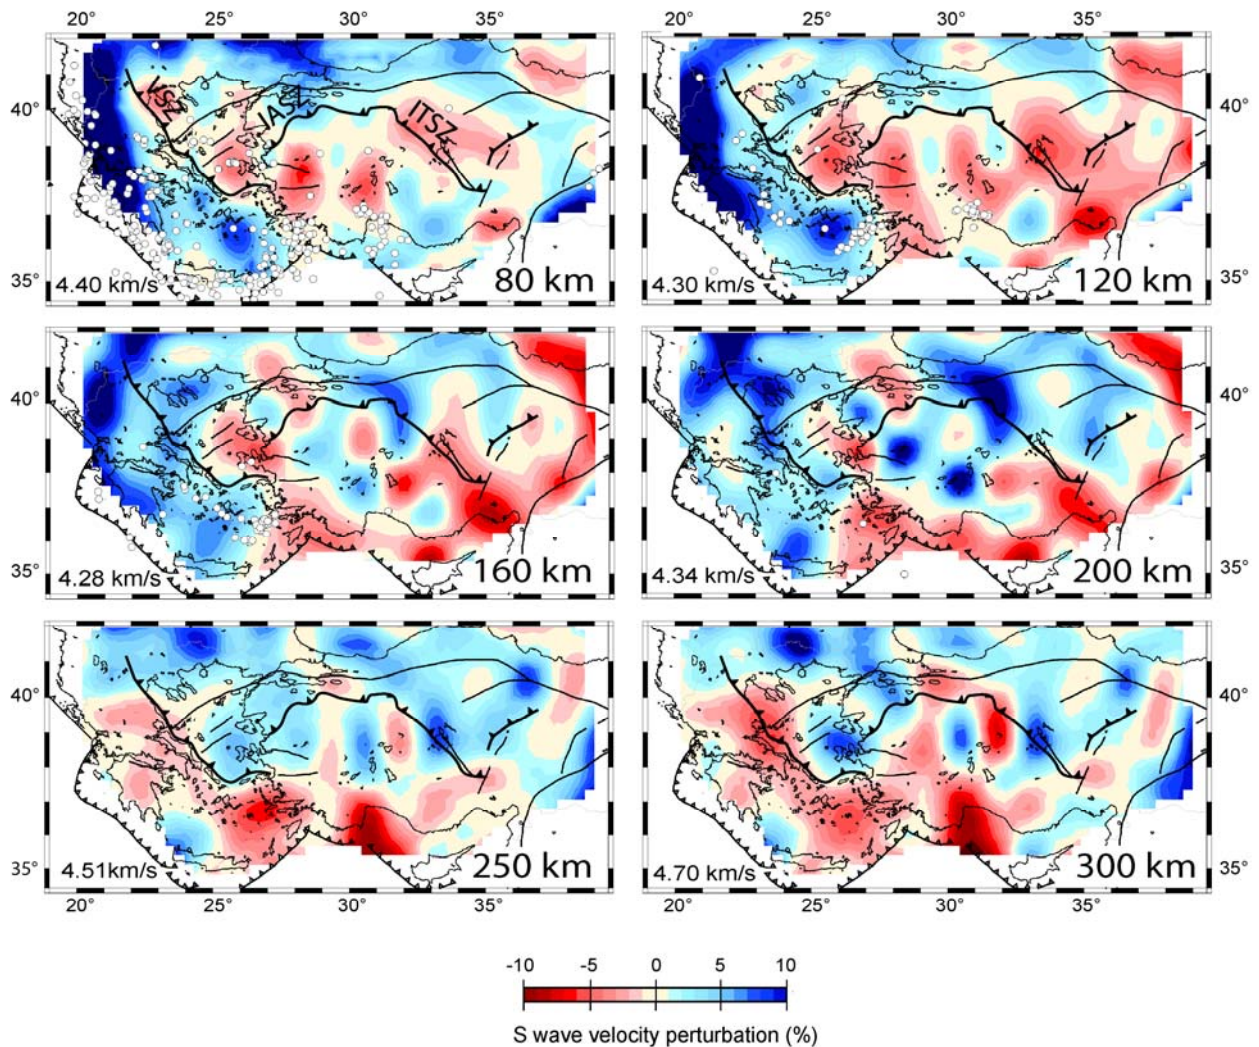 20° 25° 30° 35° 20° 25° 30° 35°
40° 40°
VSZ IASZ ITSZ
35° 35°
4.40 km/s 80 km 4.30 km/s 120 km
40° 40°
35° 35°
4.28 km/s 160 km 4.34 km/s 200 km
40° 40°
35° 35°
4.51km/s 250 km 4.70 km/s 300 km
20° 25° 30° 35° 20° 25° 30° 35°
-10 -5 0 5 10
S wave velocity perturbation (%)